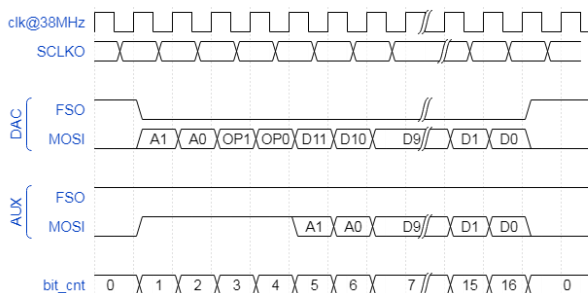 clk@38MHz
SCLKO
DAC
FSO
MOSI A1 A0 OP1 OP0 D11 D10 D9 D1 D0
AUX
FSO
MOSI A1 A0 D9 D1 D0
bit_cnt 0 1 2 3 4 5 6 7 15 16 0